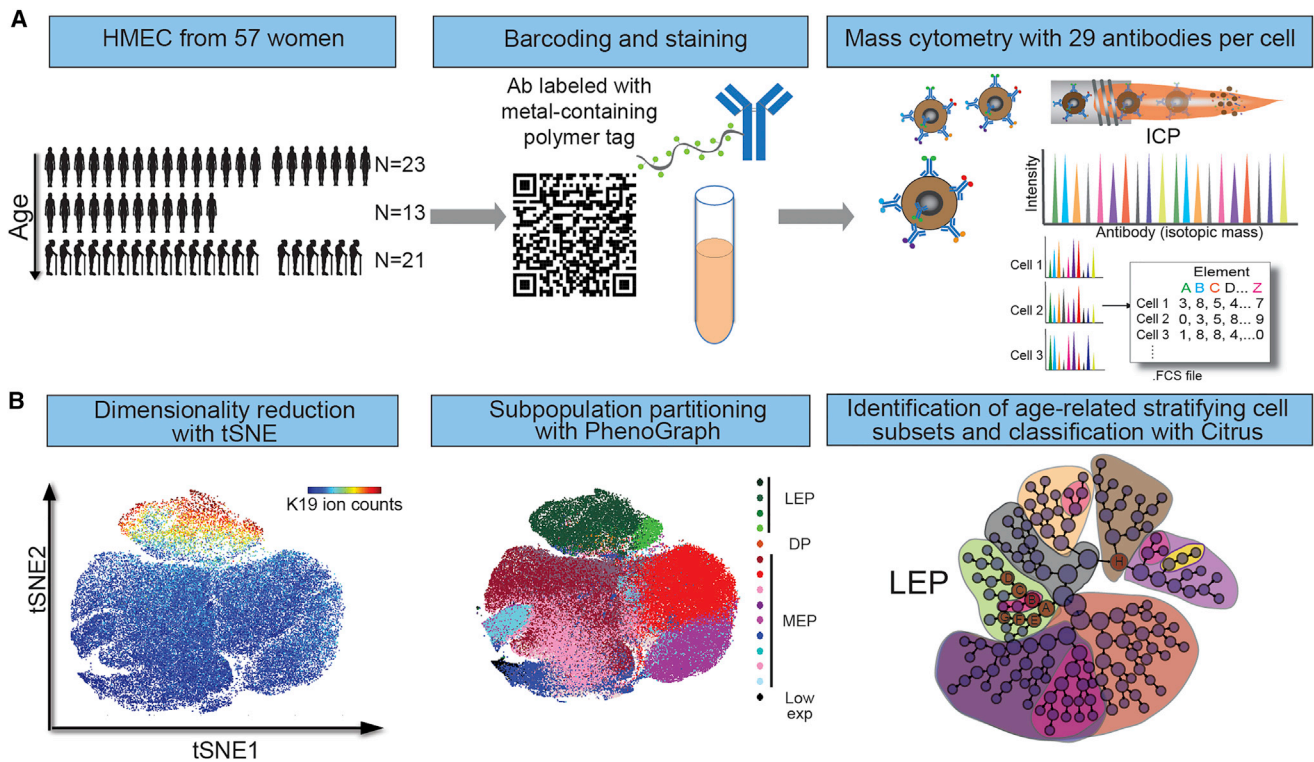 A
HMEC from 57 women
Barcoding and staining
Mass cytometry with 29 antibodies per cell
Age
N=23
N=13
N=21
Ab labeled with
metal-containing
polymer tag
ICP
Intensity
Antibody (isotopic mass)
Cell 1
Cell 2
Cell 3
Element
A B C D... Z
Cell 1 3, 8, 5, 4... 7
Cell 2 0, 3, 5, 8... 9
Cell 3 1, 8, 8, 4,...0
.FCS file
B
Dimensionality reduction
with tSNE
Subpopulation partitioning
with PhenoGraph
Identification of age-related stratifying cell
subsets and classification with Citrus
K19 ion counts
tSNE2
tSNE1
LEP
DP
MEP
Low
exp
LEP
H
D
C
B
A
G F E